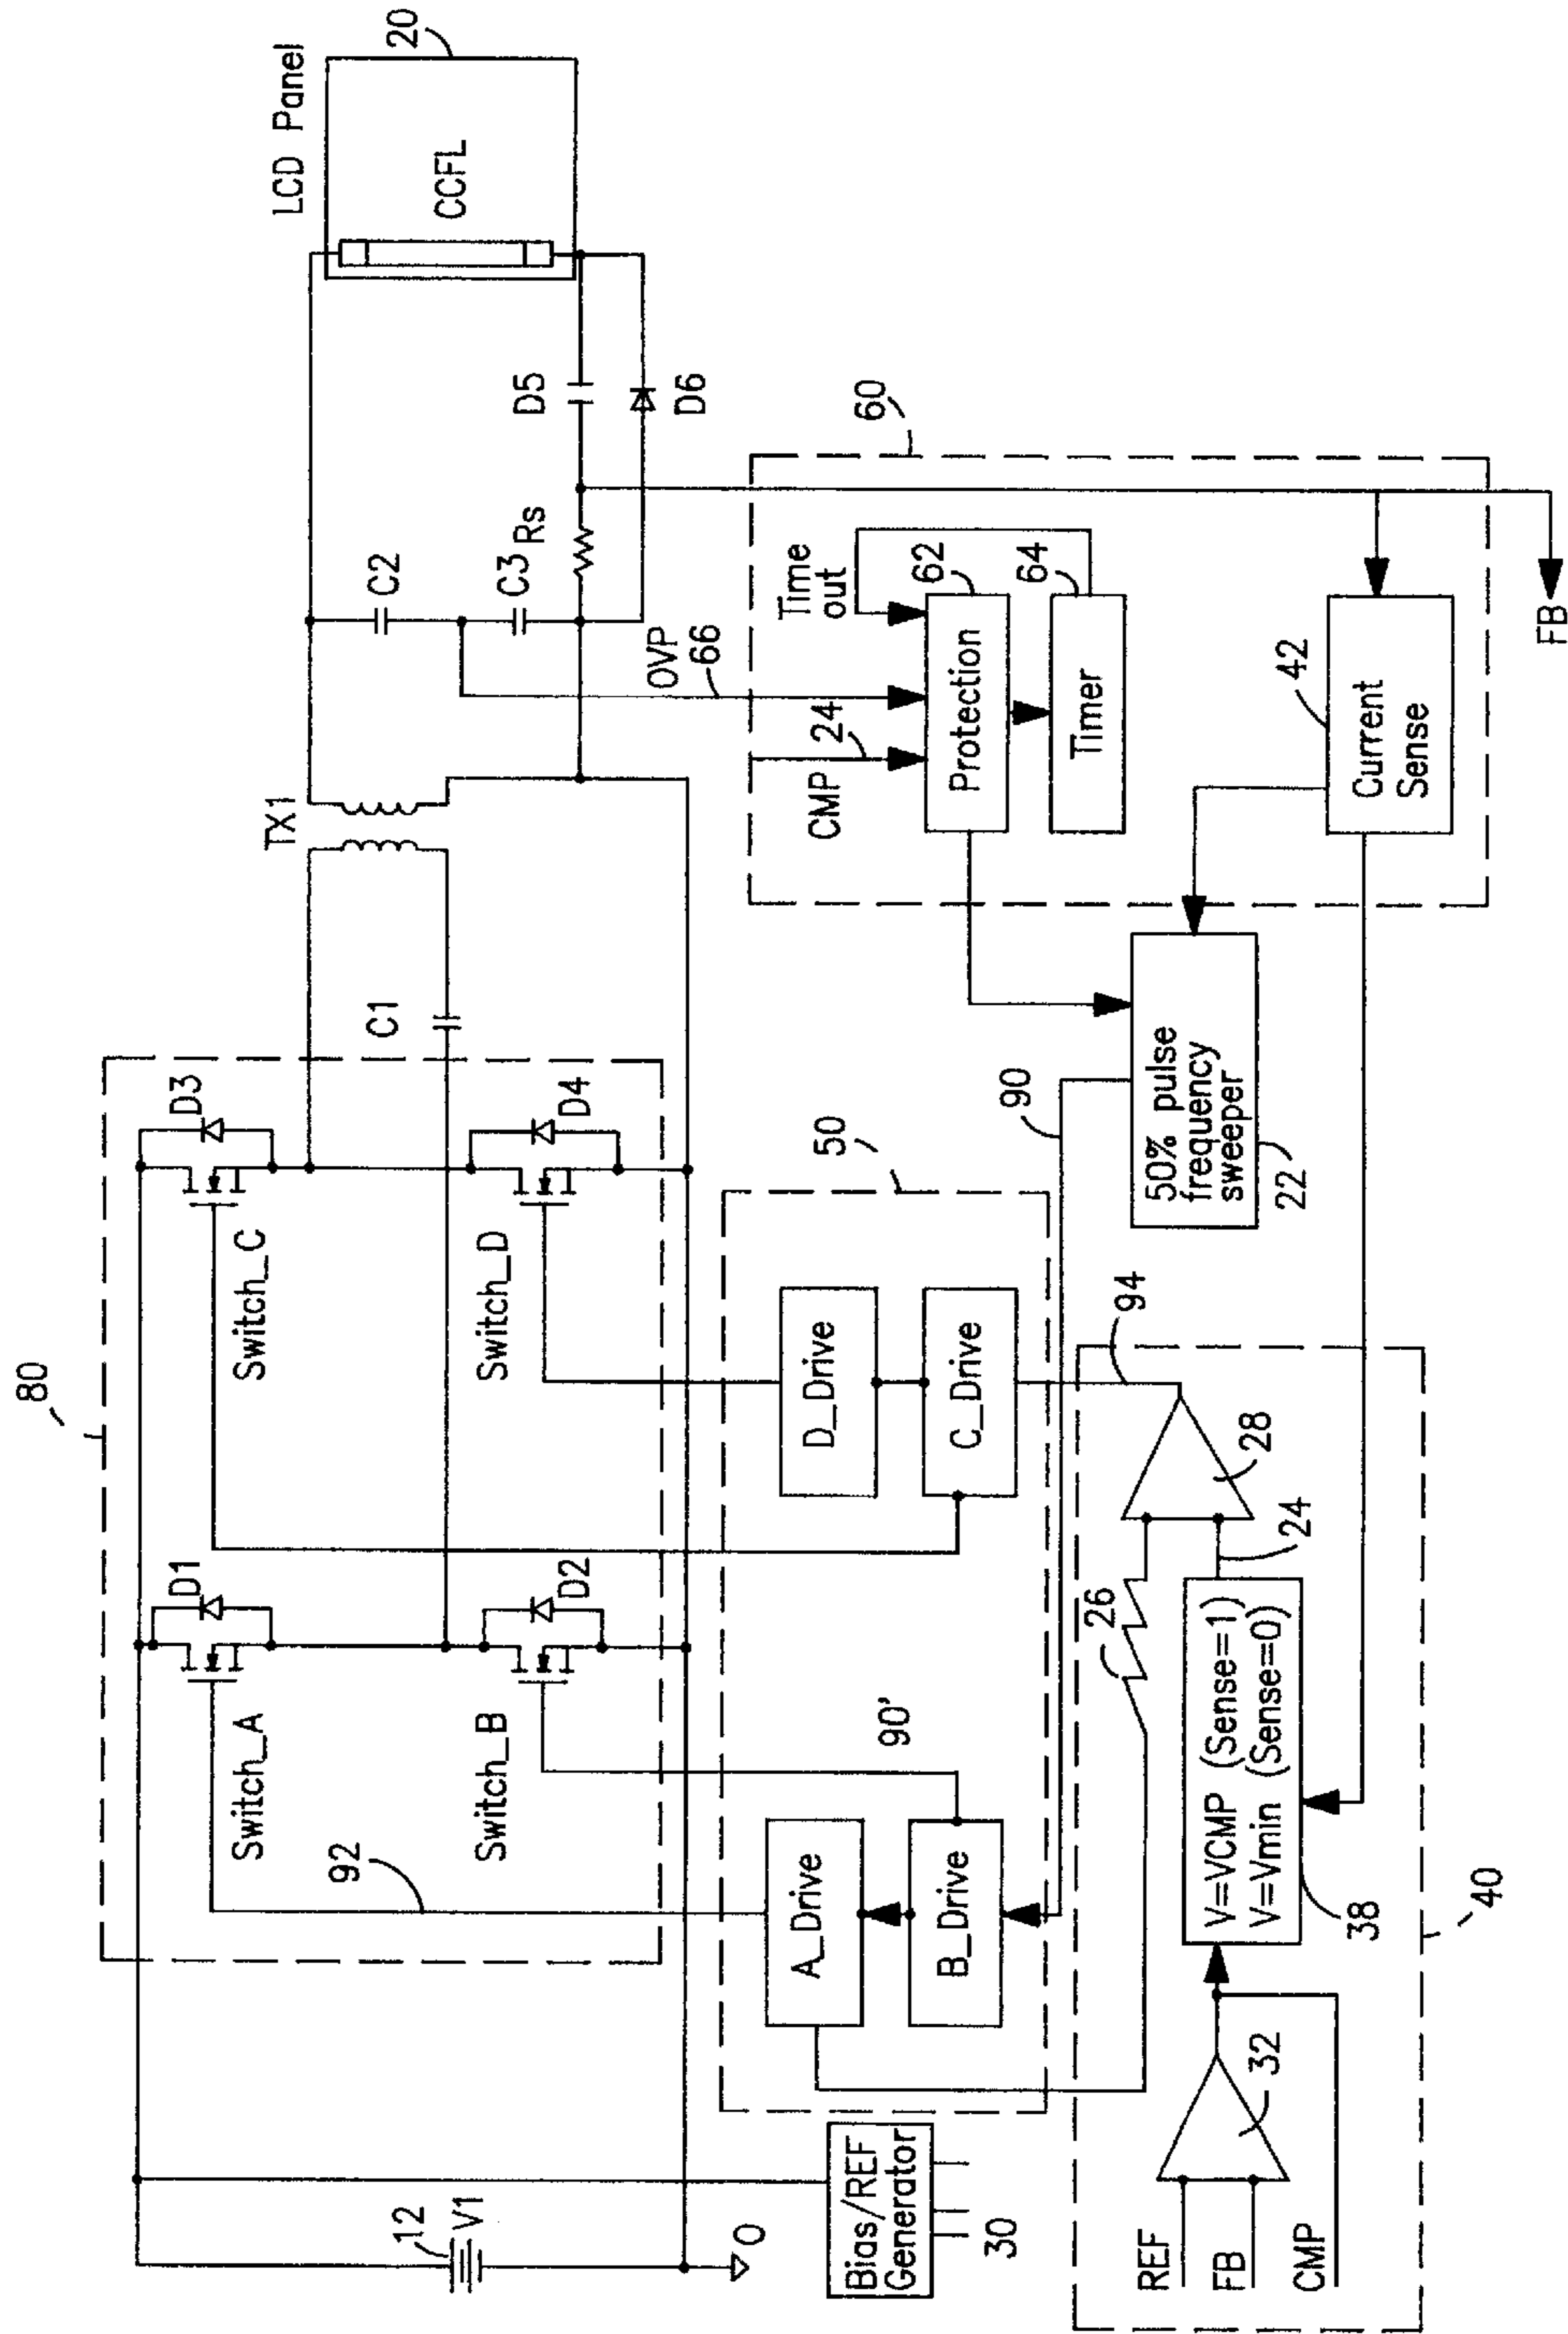 80
LCD Panel
20
CCFL
TX1
C2
C3
Rs
D5
D6
C1
D3
D4
Switch_C
Switch_D
D1
D2
Switch_A
Switch_B
12
V1
0
92
90'
50
90
A_Drive
B_Drive
D_Drive
C_Drive
Bias/REF
Generator
30
OVP
66
CMP
24
Time
out
62
Protection
64
Timer
60
42
Current
Sense
FB
50% pulse
frequency
sweeper
22
94
26
28
24
V=VCMP (Sense=1)
V=Vmin (Sense=0)
38
40
32
REF
FB
CMP